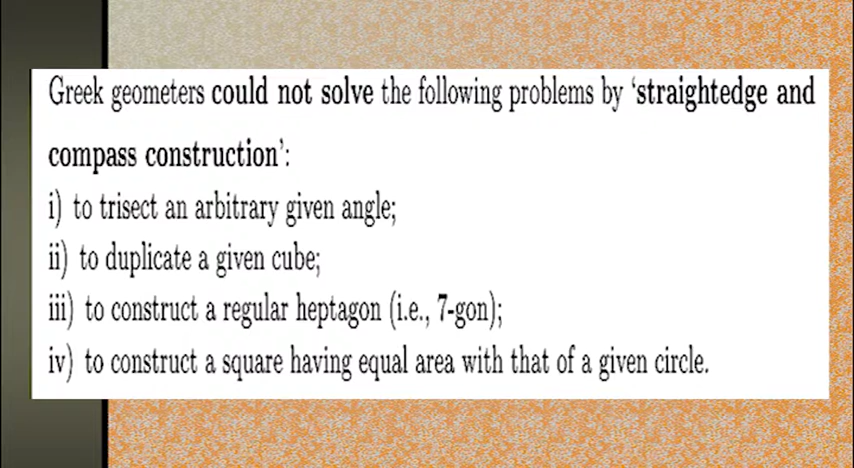 Greek geometers could not solve the following problems by ‘straightedge and
compass construction’:
i) to trisect an arbitrary given angle;
ii) to duplicate a given cube;
iii) to construct a regular heptagon (i.e., 7-gon);
iv) to construct a square having equal area with that of a given circle.